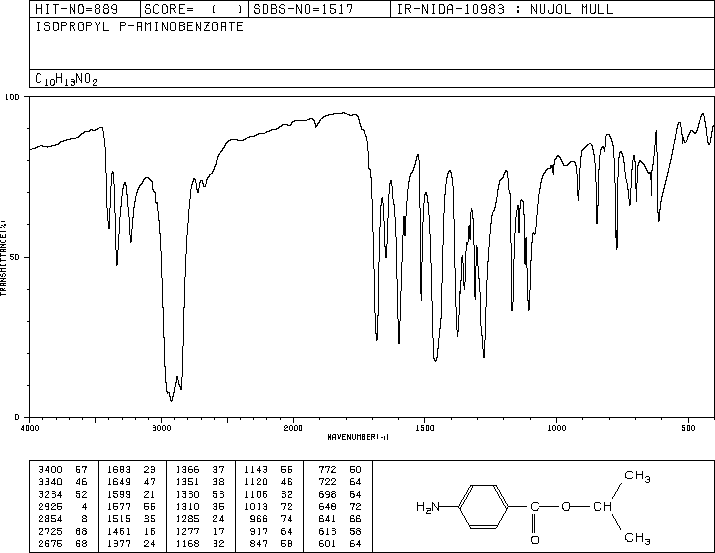 HIT-NO=889 SCORE= ( ) SDBS-NO=1517 IR-NIDA-10983 : NUJOL MULL
ISOPROPYL P-AMINOBENZOATE
C10H13NO2
100
50
0
TRANSMITTANCE(%)
4000 3000 2000 1500 1000 500
WAVENUMBER(-1)
3400 57 1683 23 1366 37 1143 55 772 50
3340 46 1649 47 1351 38 1120 46 722 64
3234 52 1599 21 1330 53 1106 32 698 64
2925 4 1577 55 1310 35 1013 72 648 72
2854 8 1515 35 1285 24 966 74 641 66
2725 68 1461 16 1277 17 917 64 613 58
2675 68 1377 24 1168 32 847 58 601 64
CH3
H2N C O CH
O CH3